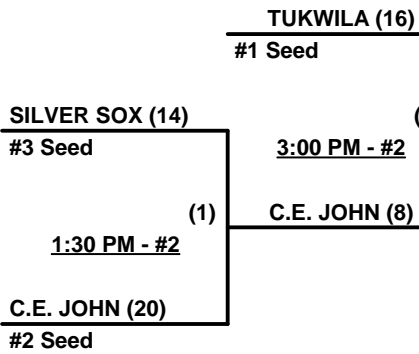 TUKWILA (16)
#1 Seed
SILVER SOX (14)
(
#3 Seed
3:00 PM - #2
(1)
C.E. JOHN (8)
1:30 PM - #2
C.E. JOHN (20)
#2 Seed